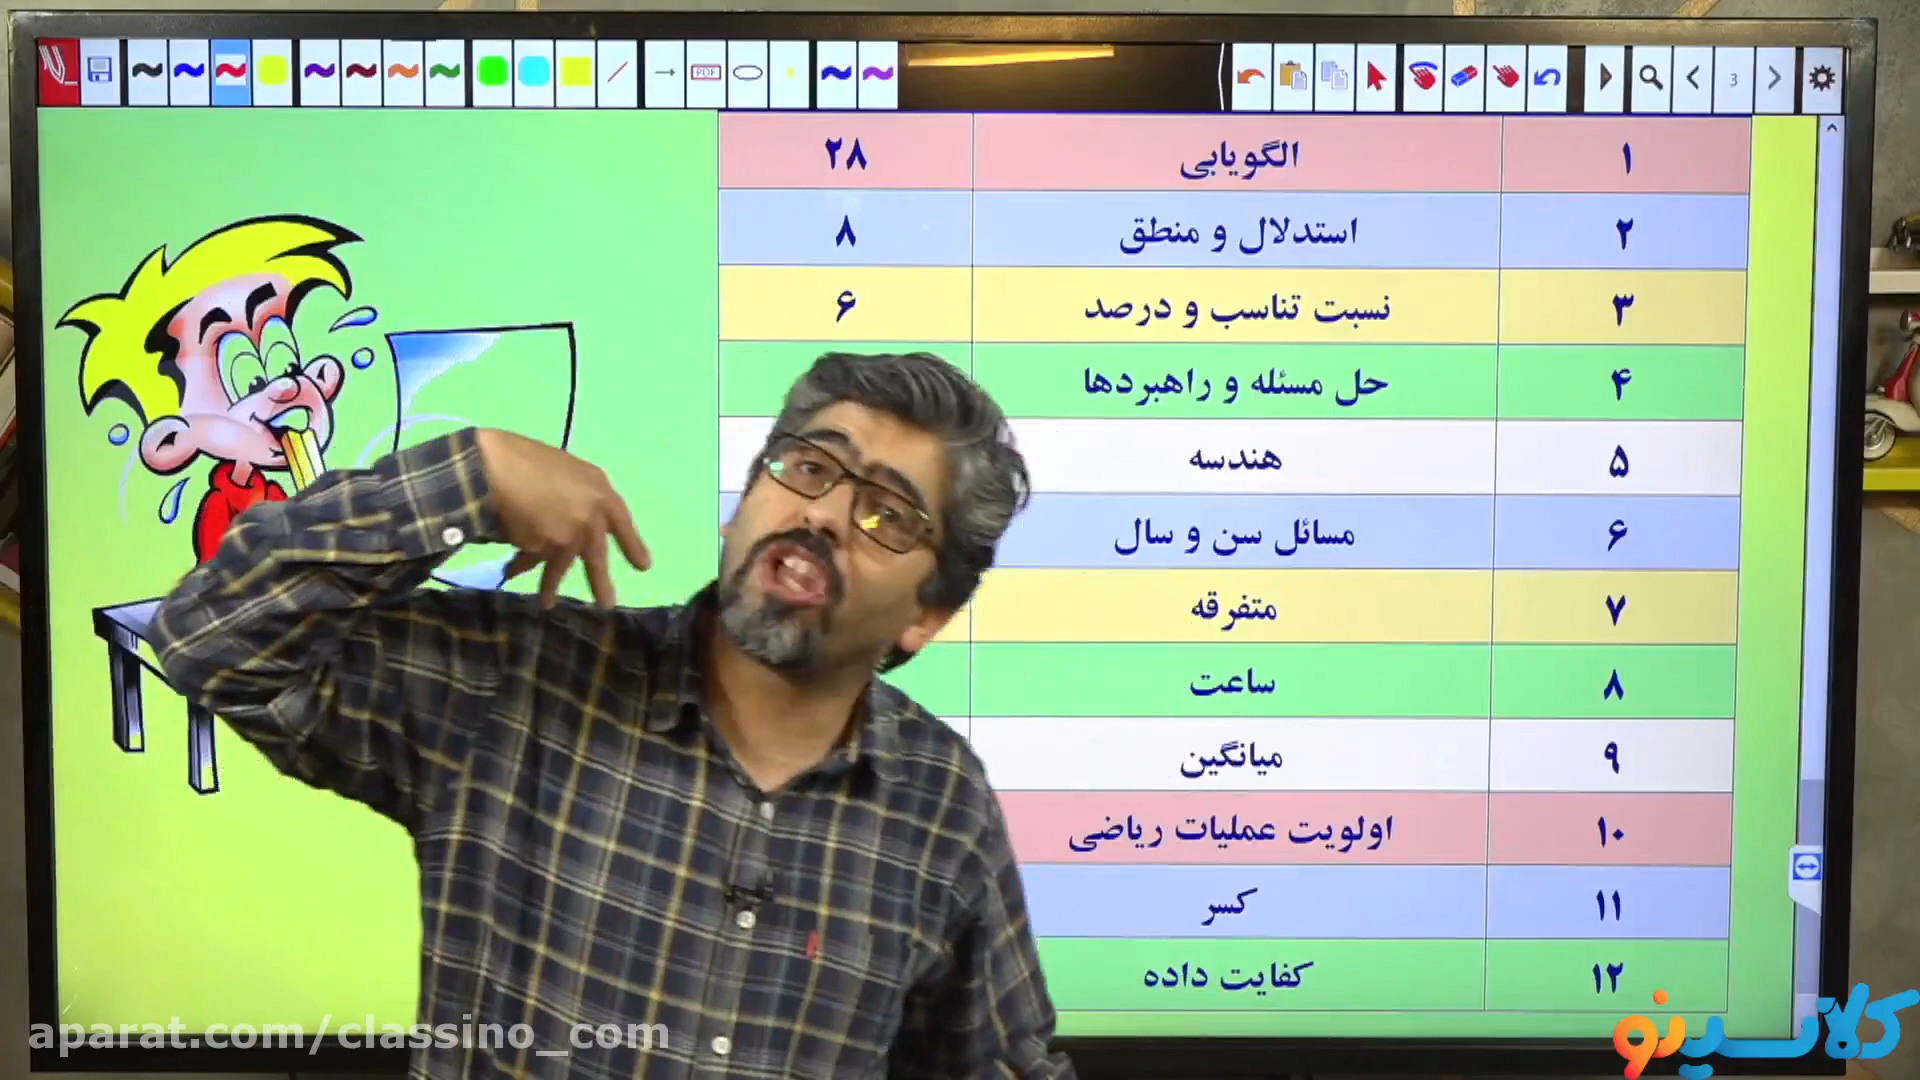 PDF
3
۱ الگویابی ۲۸
۲ استدلال و منطق ۸
۳ نسبت تناسب و درصد ۶
۴ حل مسئله و راهبردها
۵ هندسه
۶ مسائل سن و سال
۷ متفرقه
۸ ساعت
۹ میانگین
۱۰ اولویت عملیات ریاضی
۱۱ کسر
۱۲ کفایت داده
aparat.com/classino_com
کلاسینو